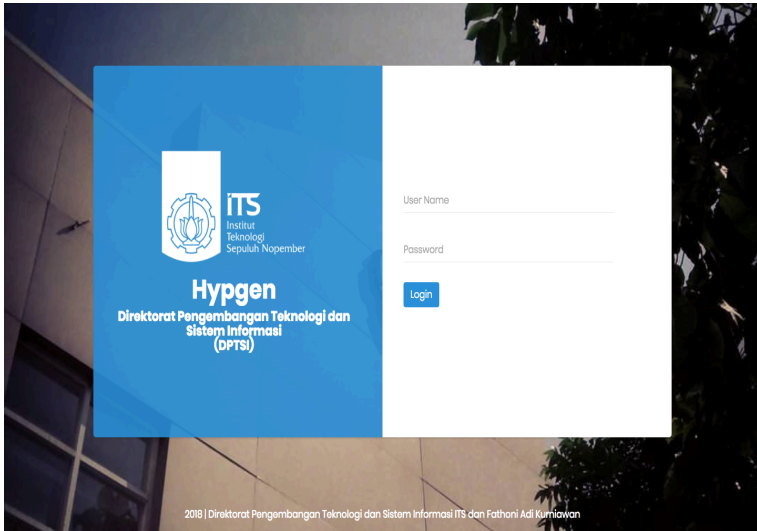 iTS
Institut
Teknologi
Sepuluh Nopember
Hypgen
Direktorat Pengembangan Teknologi dan
Sistem Informasi
(DPTSI)
User Name
Password
Login
2018 | Direktorat Pengembangan Teknologi dan Sistem Informasi ITS dan Fathoni Adi Kurniawan